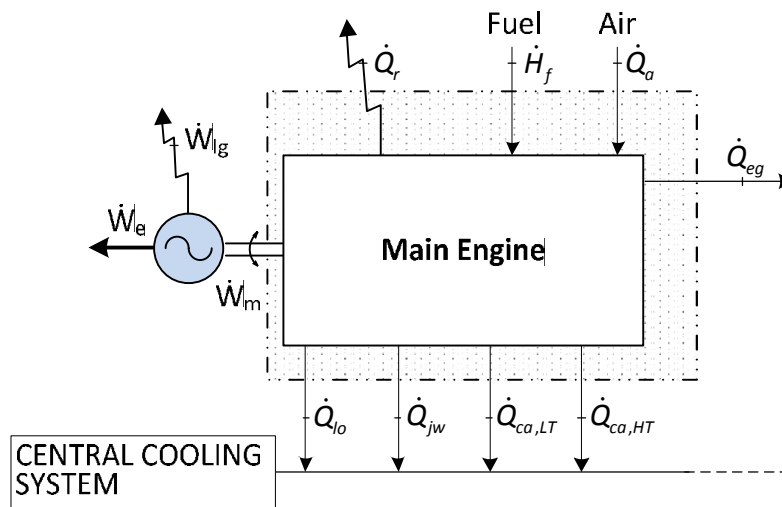 Fuel Air
Q̇r Ḣf Q̇a
Ẇlg
Q̇eg
Ẇe
Main Engine
Ẇm
Q̇lo Q̇jw Q̇ca,LT Q̇ca,HT
CENTRAL COOLING
SYSTEM